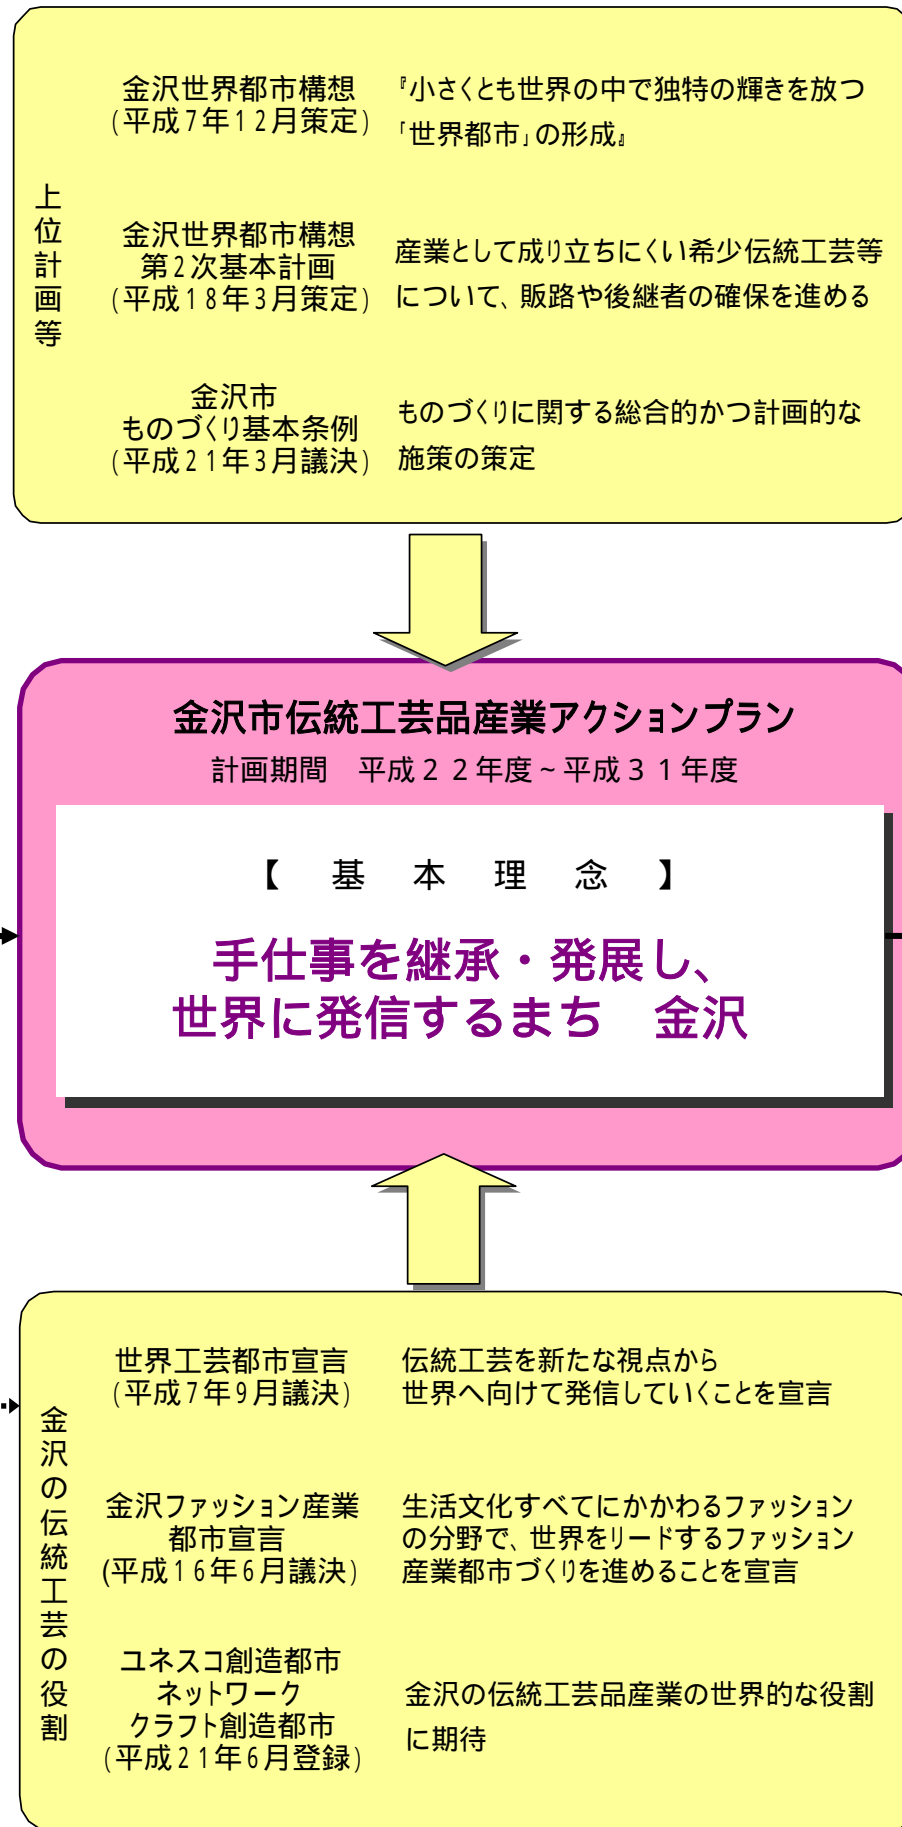 上位計画等
金沢世界都市構想
(平成7年12月策定)
『小さくとも世界の中で独特の輝きを放つ
「世界都市」の形成』
金沢世界都市構想
第2次基本計画
(平成18年3月策定)
産業として成り立ちにくい希少伝統工芸等
について、販路や後継者の確保を進める
金沢市
ものづくり基本条例
(平成21年3月議決)
ものづくりに関する総合的かつ計画的な
施策の策定
金沢市伝統工芸品産業アクションプラン
計画期間　平成22年度～平成31年度
【　基　本　理　念　】
手仕事を継承・発展し、
世界に発信するまち　金沢
金沢の伝統工芸の役割
世界工芸都市宣言
(平成7年9月議決)
伝統工芸を新たな視点から
世界へ向けて発信していくことを宣言
金沢ファッション産業
都市宣言
(平成16年6月議決)
生活文化すべてにかかわるファッション
の分野で、世界をリードするファッション
産業都市づくりを進めることを宣言
ユネスコ創造都市
ネットワーク
クラフト創造都市
(平成21年6月登録)
金沢の伝統工芸品産業の世界的な役割
に期待